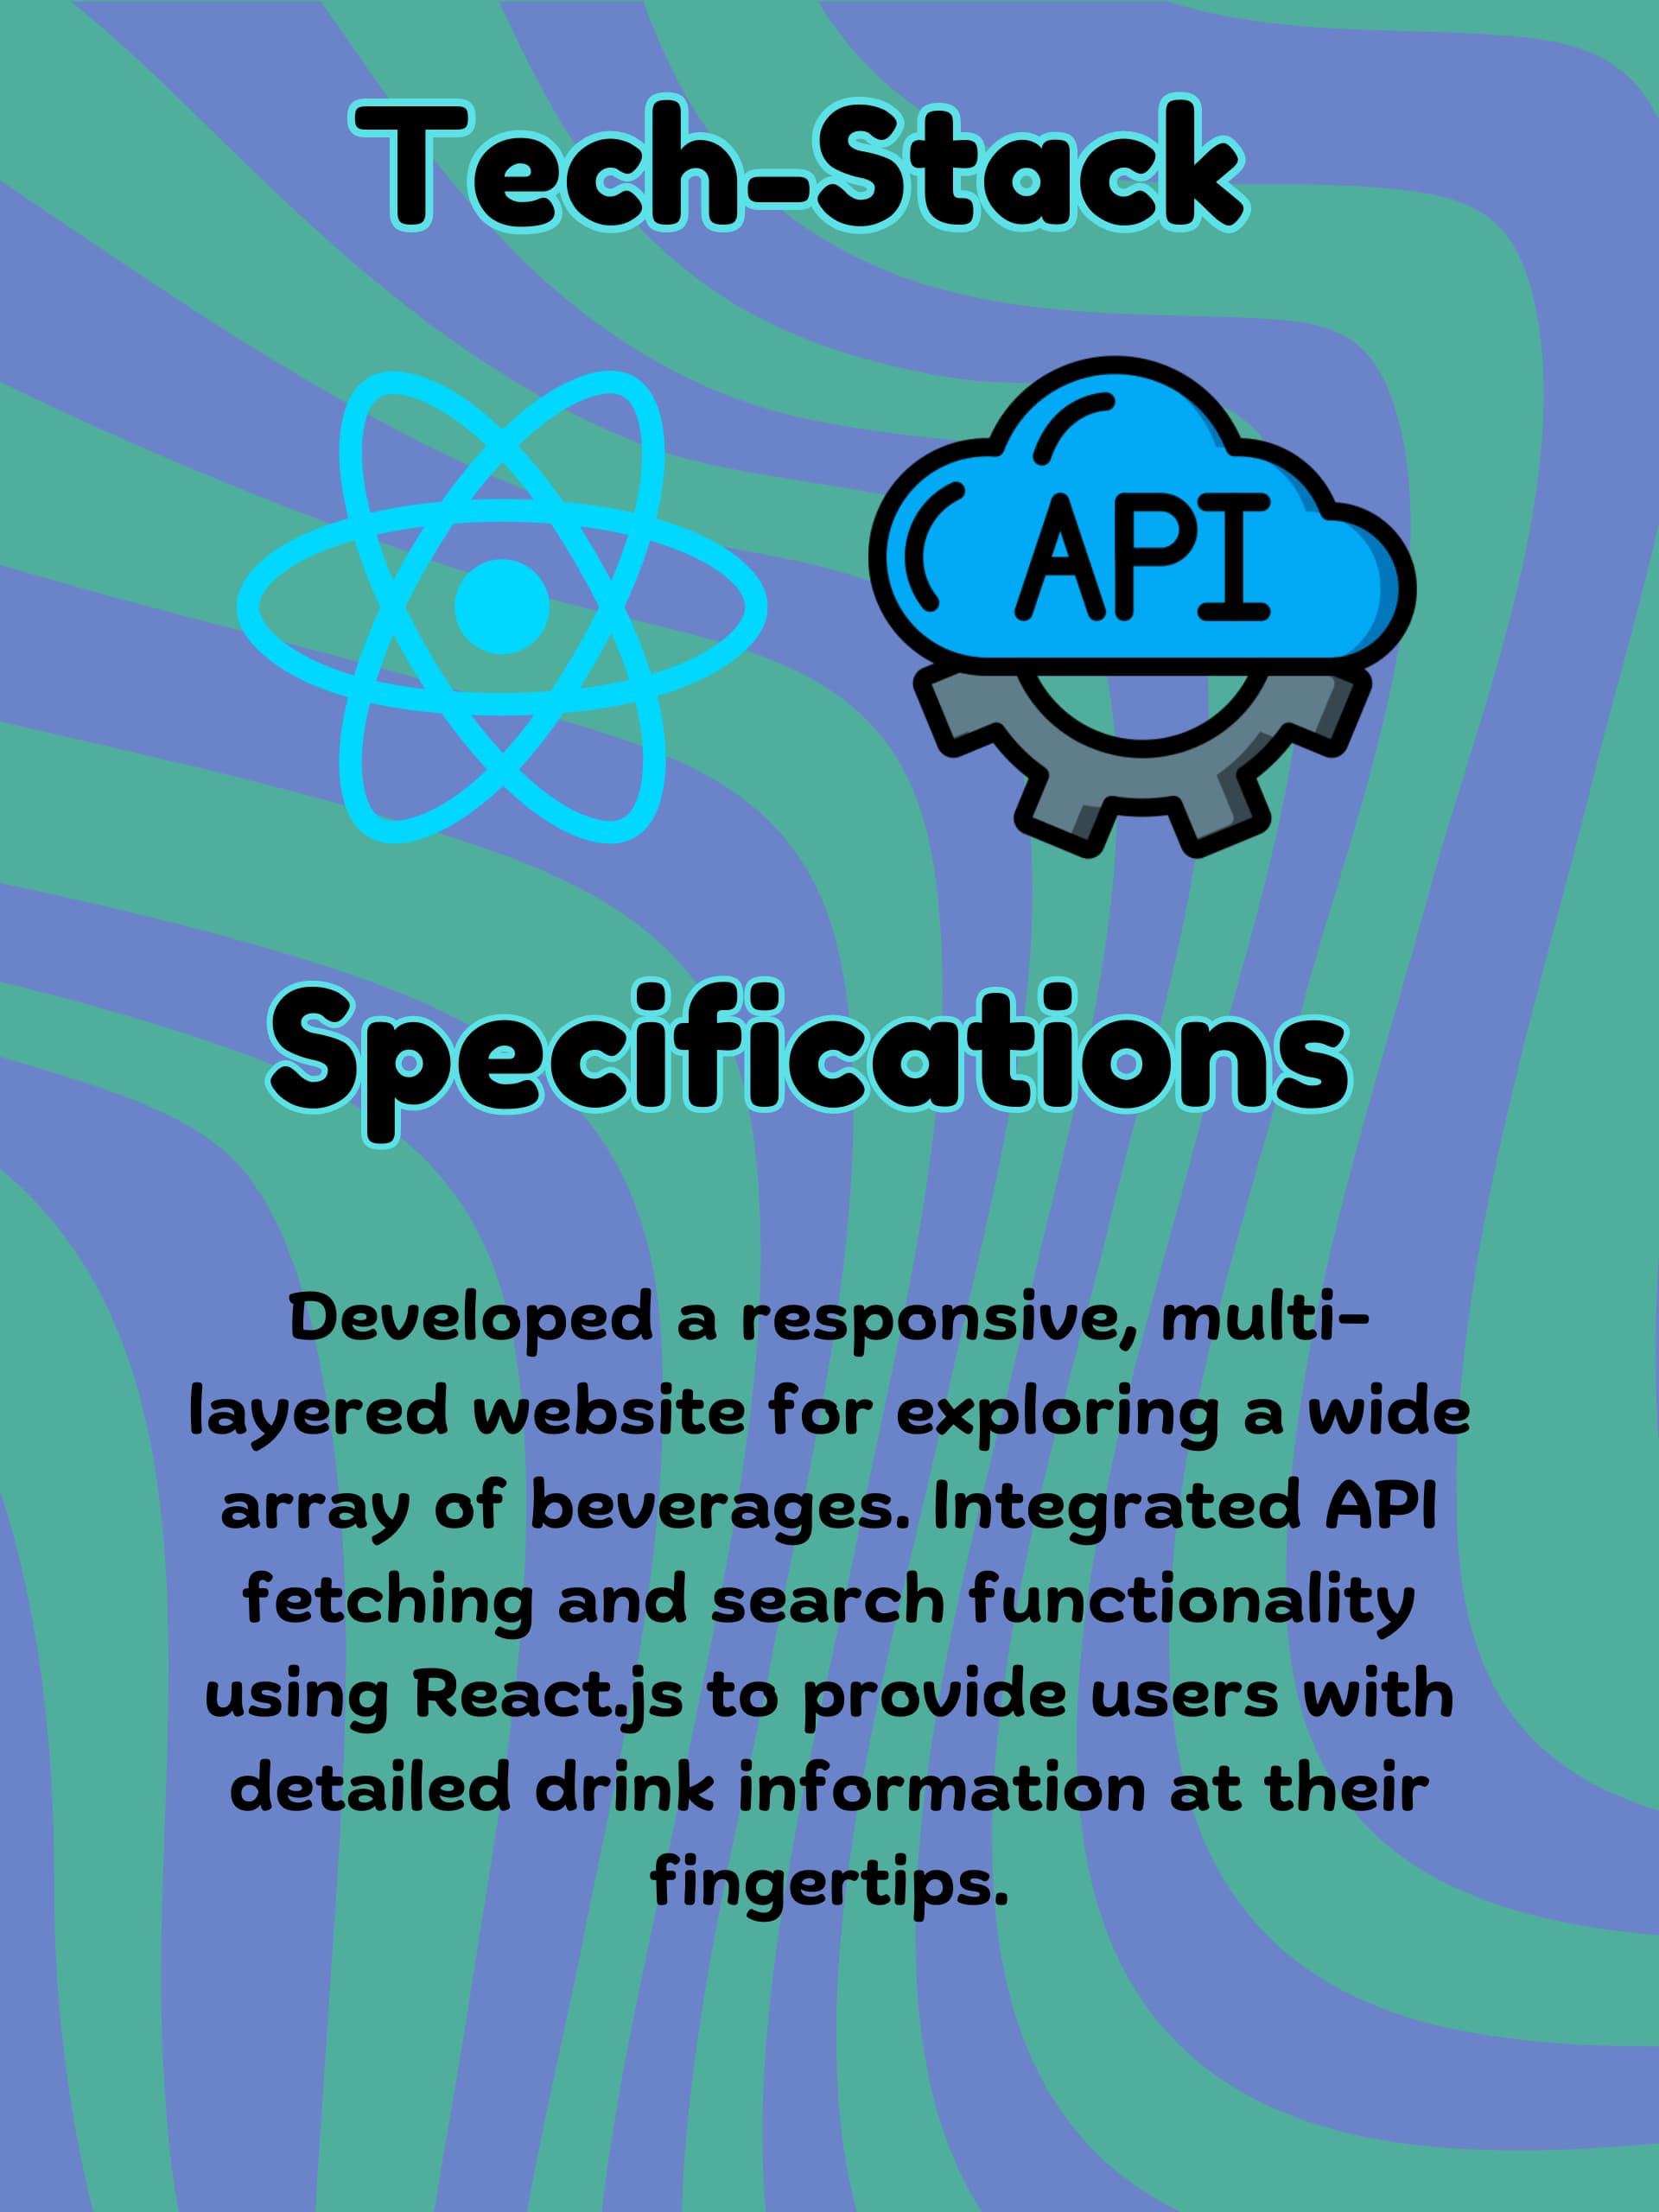 Tech-Stack
API
Specifications
Developed a responsive, multi-
layered website for exploring a wide
array of beverages. Integrated API
fetching and search functionality
using React.js to provide users with
detailed drink information at their
fingertips.